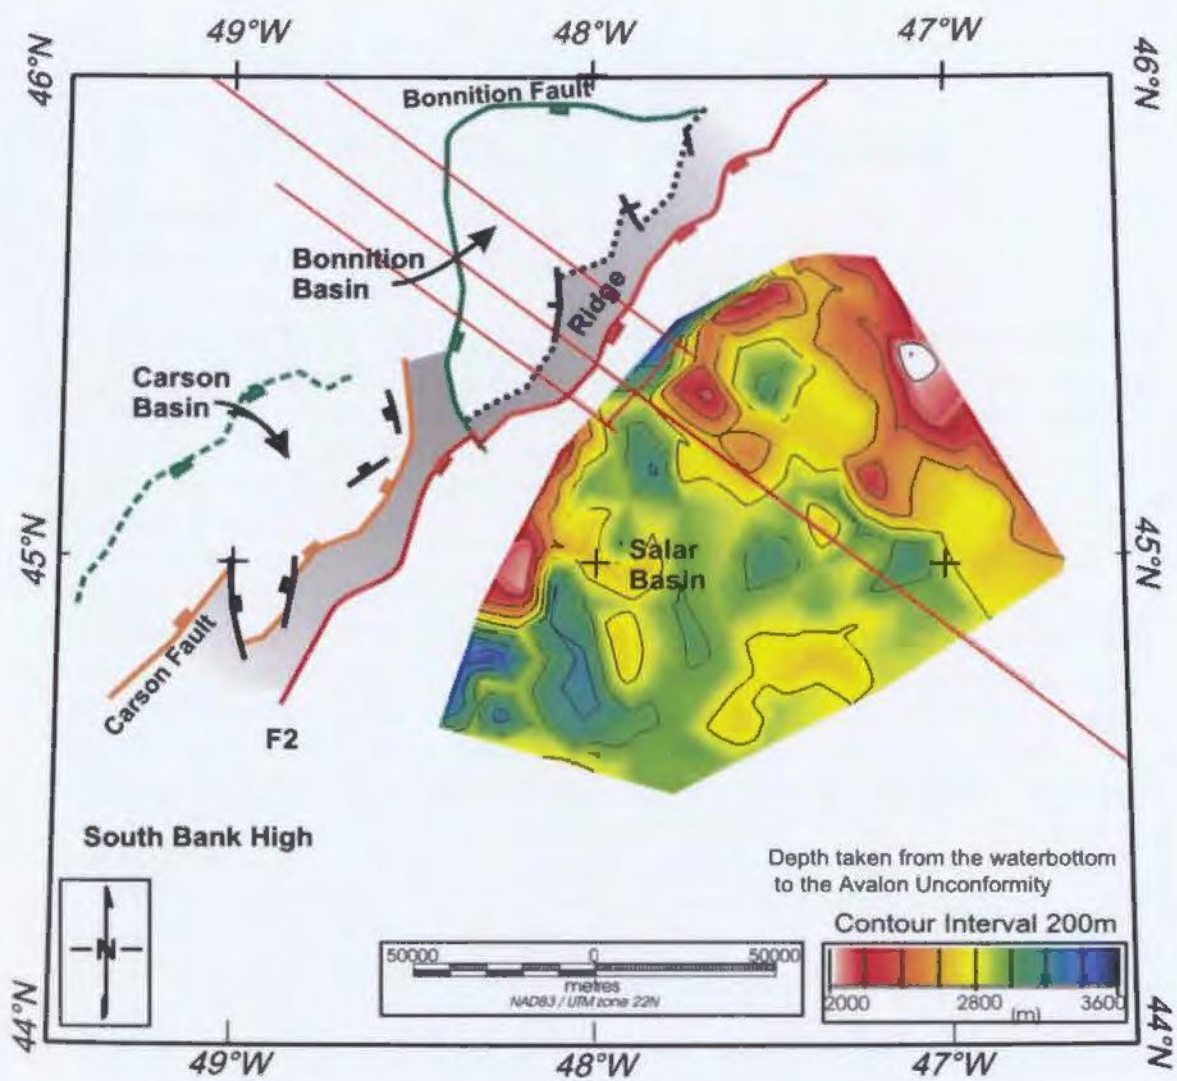 49°W
48°W
47°W
46°N
46°N
Bonnition Fault
Bonnition
Basin
Ridge
Carson
Basin
45°N
45°N
Salar
Basin
Carson Fault
F2
South Bank High
Depth taken from the waterbottom
to the Avalon Unconformity
Contour Interval 200m
N
50000 0 50000
metres
NAD83 / UTM zone 22N
2000 2800 3600
(m)
44°N
44°N
49°W
48°W
47°W